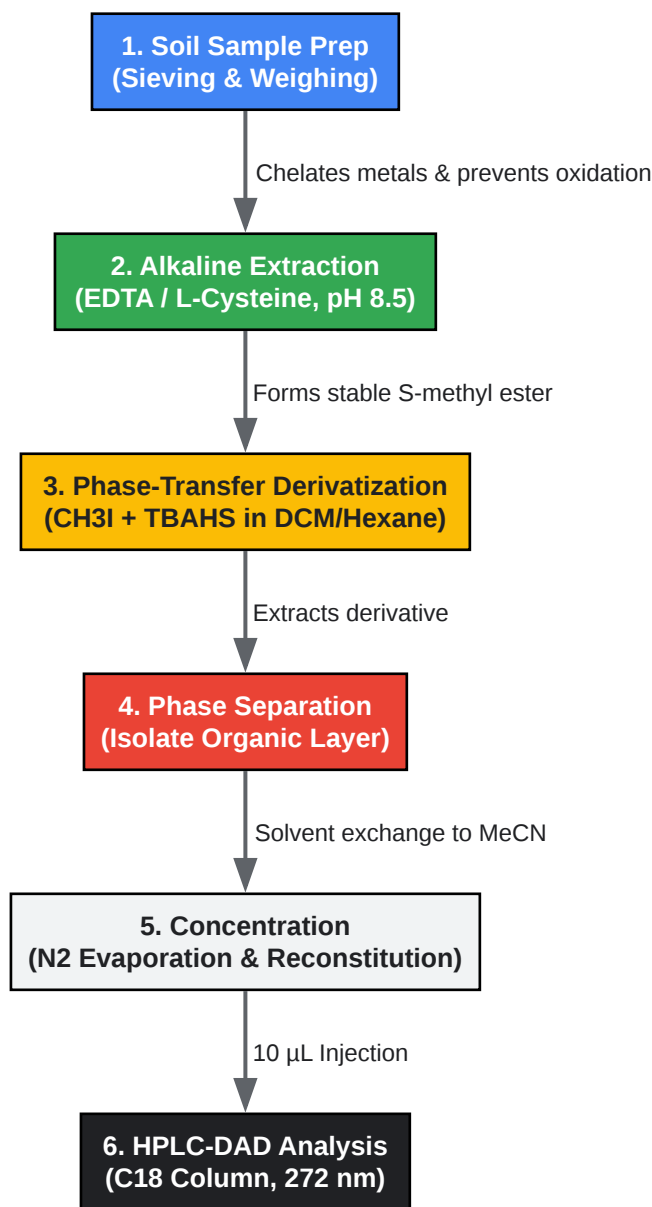 1. Soil Sample Prep
(Sieving & Weighing)
Chelates metals & prevents oxidation
2. Alkaline Extraction
(EDTA / L-Cysteine, pH 8.5)
Forms stable S-methyl ester
3. Phase-Transfer Derivatization
(CH3I + TBAHS in DCM/Hexane)
Extracts derivative
4. Phase Separation
(Isolate Organic Layer)
Solvent exchange to MeCN
5. Concentration
(N2 Evaporation & Reconstitution)
10 µL Injection
6. HPLC-DAD Analysis
(C18 Column, 272 nm)